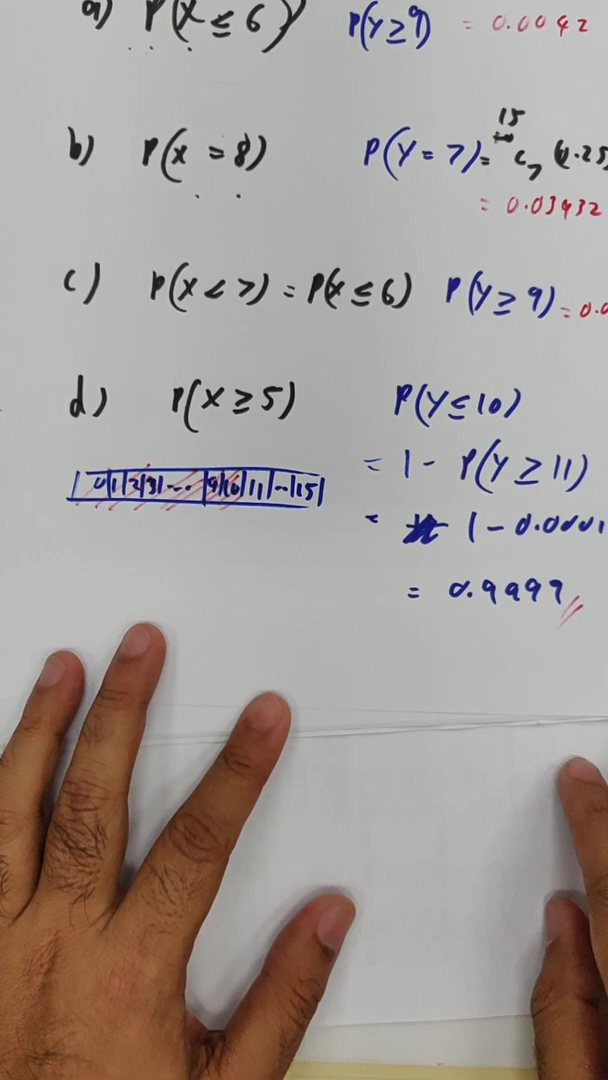 a) P(X ≤ 6) P(Y ≥ 9) = 0.0042
b) P(x = 8) P(Y = 7) = 15C7 (0.25)
= 0.03432
c) P(X < 7) = P(X ≤ 6) P(Y ≥ 9) = 0.0
d) P(X ≥ 5) P(Y ≤ 10)
= 1 - P(Y ≥ 11)
0|1|2|3|...|9|10|11|...|15|
= 1 - 0.0001
= 0.9999